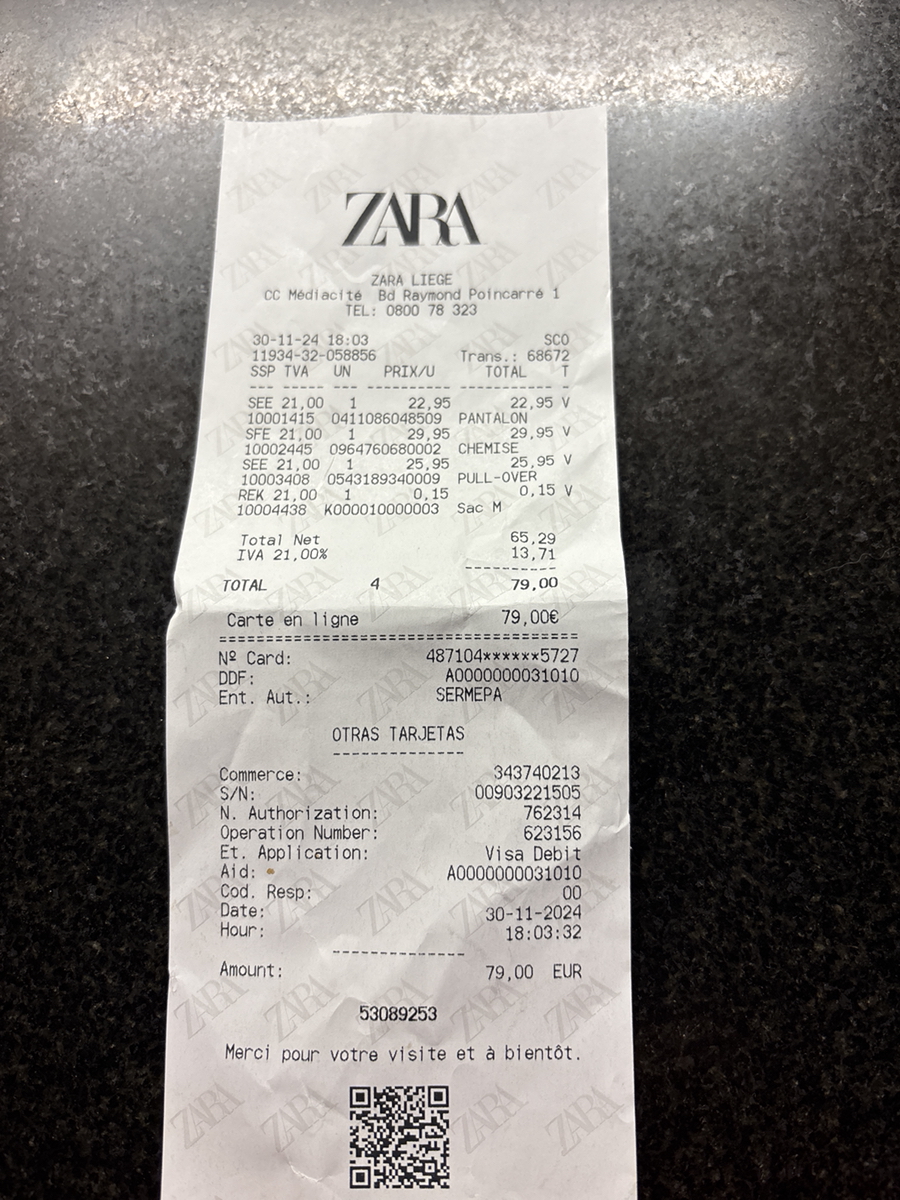 ZARA
ZARA LIEGE
CC Médiacité Bd Raymond Poincarré 1
TEL: 0800 78 323
30-11-24 18:03 SCO
11934-32-058856 Trans.: 68672
SSP TVA UN PRIX/U TOTAL T
--- --- --- ---------- ---------- -
SEE 21,00 1 22,95 22,95 V
10001415 0411086048509 PANTALON
SFE 21,00 1 29,95 29,95 V
10002445 0964760680002 CHEMISE
SEE 21,00 1 25,95 25,95 V
10003408 0543189340009 PULL-OVER
REK 21,00 1 0,15 0,15 V
10004438 K000010000003 Sac M
Total Net 65,29
IVA 21,00% 13,71
-----------
TOTAL 4 79,00
Carte en ligne 79,00€
======================================
Nº Card: 487104******5727
DDF: A0000000031010
Ent. Aut.: SERMEPA
OTRAS TARJETAS
--------------
Commerce: 343740213
S/N: 00903221505
N. Authorization: 762314
Operation Number: 623156
Et. Application: Visa Debit
Aid: A0000000031010
Cod. Resp: 00
Date: 30-11-2024
Hour: 18:03:32
--------------
Amount: 79,00 EUR
53089253
Merci pour votre visite et à bientôt.